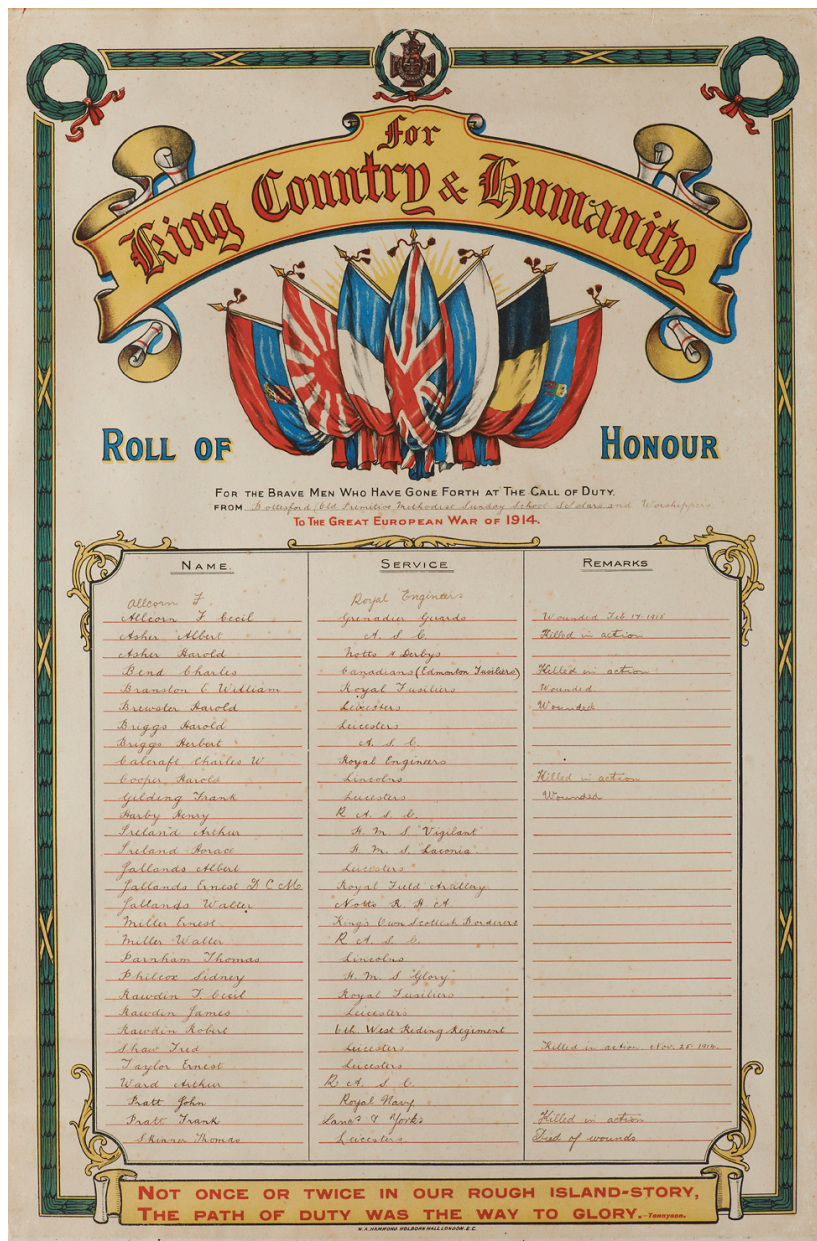 For
King Country & Humanity
ROLL OF HONOUR
FOR THE BRAVE MEN WHO HAVE GONE FORTH AT THE CALL OF DUTY.
FROM Bottesford (Old Primitive Methodist Sunday School Scholars and Worshippers
TO THE GREAT EUROPEAN WAR OF 1914.
NAME. SERVICE REMARKS
Allcorn F. Royal Engineers
Allcorn F. Cecil Grenadier Guards Wounded Feb 17-1915
Asher Albert A. S. C. Killed in action
Asher Harold Notts & Derbys
Bend Charles Canadians (Edmonton Fusiliers) Killed in action
Branston C William Royal Fusiliers Wounded
Brewster Harold Leicesters Wounded
Briggs Harold Leicesters
Briggs Herbert A. S. C.
Calcraft Charles W Royal Engineers
Cooper Harold Lincolns Killed in action
Gilding Frank Leicesters Wounded
Harby Henry R A. S. C.
Ireland Arthur H. M. S "Vigilant"
Ireland Horace H. M. S. "Laconia"
Jallands Albert Leicesters
Jallands Ernest D C M Royal Field Artillery
Jallands Walter Notts R H A
Miller Ernest King's Own Scottish Borderers
Miller Walter R A. S. C.
Parnham Thomas Lincolns
Philcox Sidney H. M. S "Glory"
Rawdin F. Cecil Royal Fusiliers
Rawdin James Leicesters
Rawdin Robert 6th West Riding Regiment
Shaw Fred Leicesters Killed in action Nov. 25
Taylor Ernest Leicesters
Ward Arthur R A. S. C
Pratt John Royal Navy
Pratt Frank Lancs & Yorks Killed in action
Skinner Thomas Leicesters Died of wounds
NOT ONCE OR TWICE IN OUR ROUGH ISLAND-STORY,
THE PATH OF DUTY WAS THE WAY TO GLORY.-Tennyson.
W.A. HAMMOND HOLBORN HALL LONDON E.C.